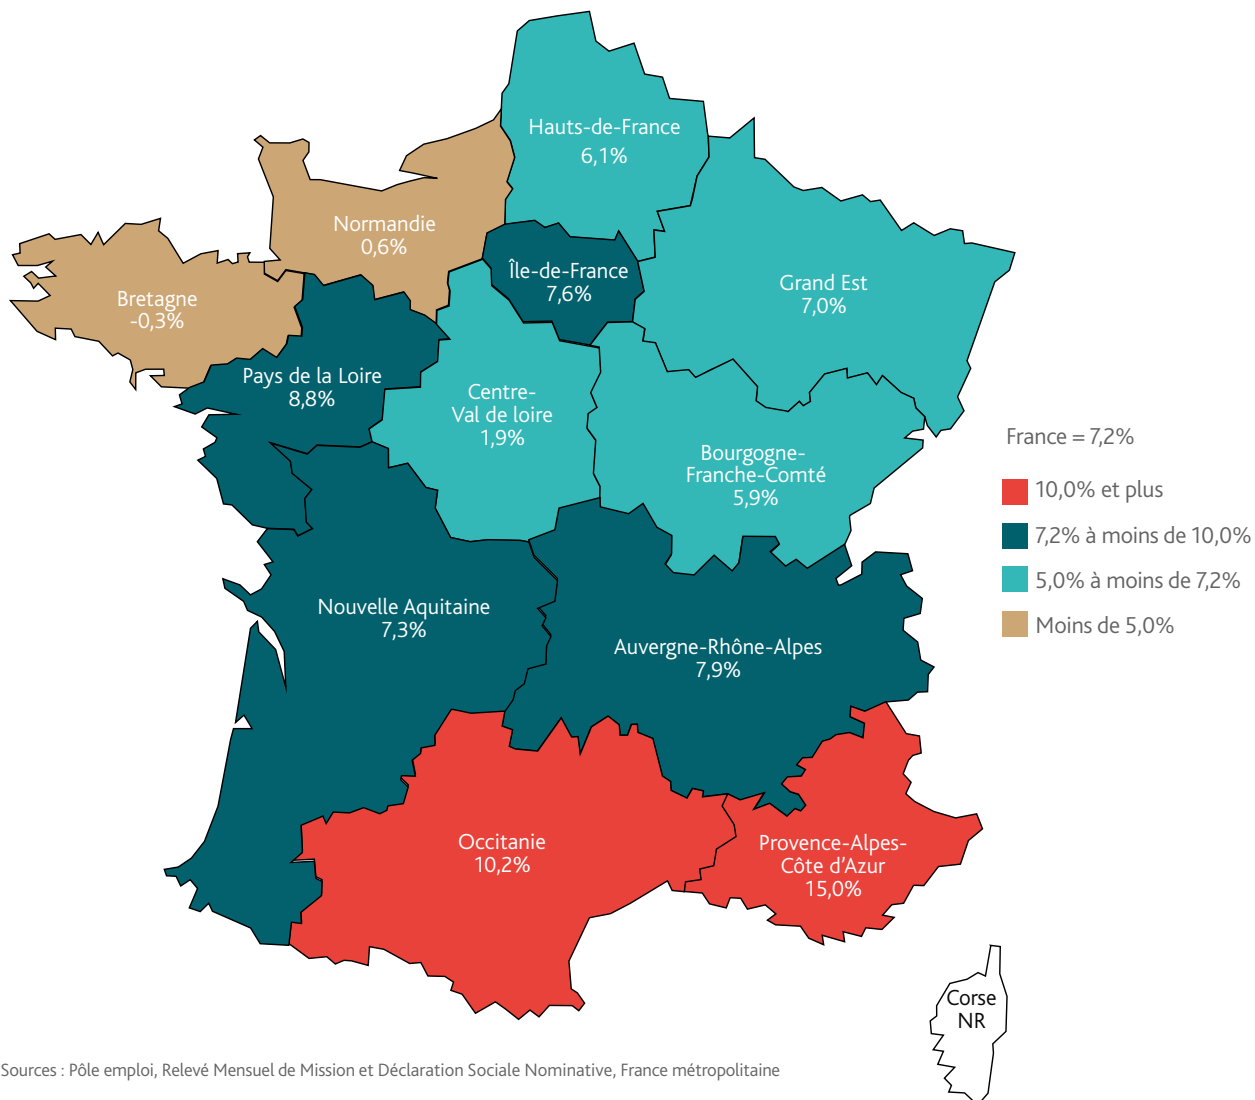 Hauts-de-France
6,1%
Normandie
0,6%
Île-de-France
7,6%
Grand Est
7,0%
Bretagne
-0,3%
Pays de la Loire
8,8%
Centre-
Val de loire
1,9%
Bourgogne-
Franche-Comté
5,9%
France = 7,2%
10,0% et plus
7,2% à moins de 10,0%
5,0% à moins de 7,2%
Moins de 5,0%
Nouvelle Aquitaine
7,3%
Auvergne-Rhône-Alpes
7,9%
Occitanie
10,2%
Provence-Alpes-
Côte d'Azur
15,0%
Corse
NR
Sources : Pôle emploi, Relevé Mensuel de Mission et Déclaration Sociale Nominative, France métropolitaine